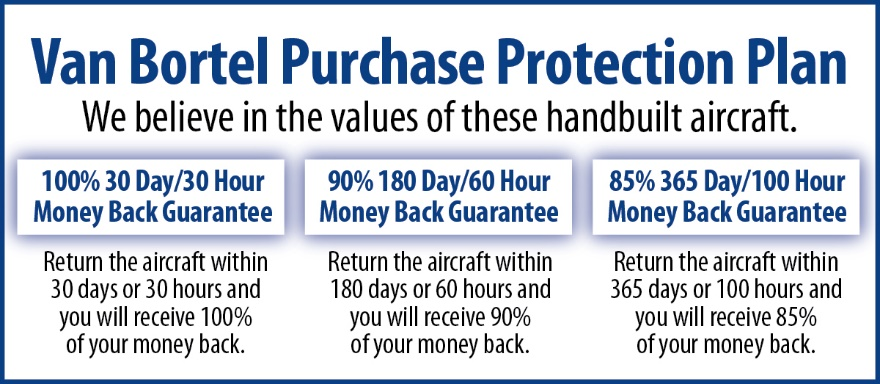 Van Bortel Purchase Protection Plan
We believe in the values of these handbuilt aircraft.
100% 30 Day/30 Hour
Money Back Guarantee
Return the aircraft within
30 days or 30 hours and
you will receive 100%
of your money back.
90% 180 Day/60 Hour
Money Back Guarantee
Return the aircraft within
180 days or 60 hours and
you will receive 90%
of your money back.
85% 365 Day/100 Hour
Money Back Guarantee
Return the aircraft within
365 days or 100 hours and
you will receive 85%
of your money back.